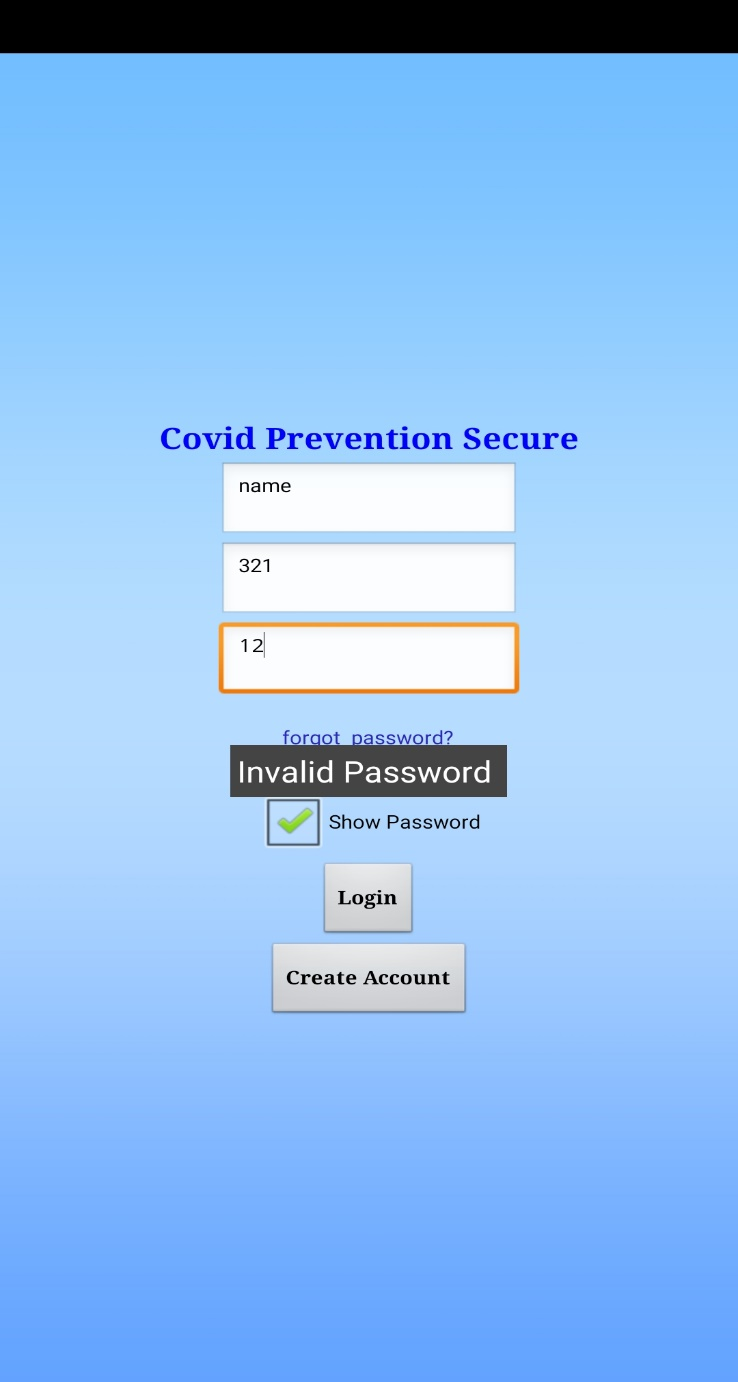 Covid Prevention Secure
name
321
12
forgot password?
Invalid Password
Show Password
Login
Create Account